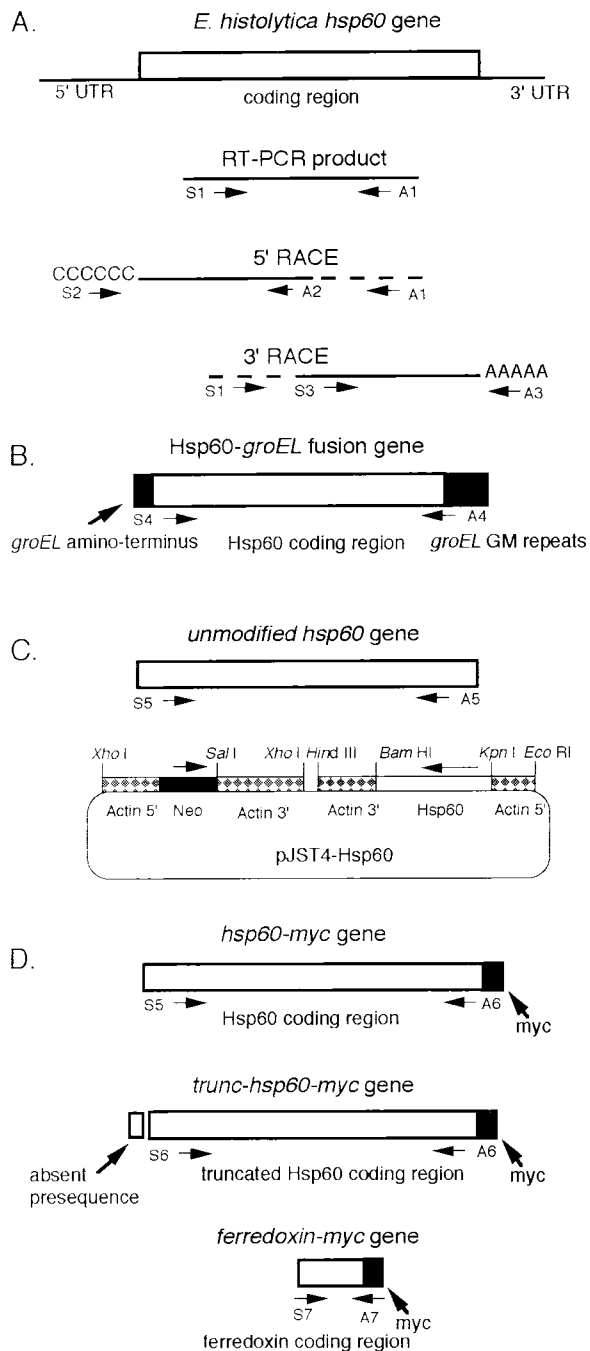 A.
E. histolytica hsp60 gene
5' UTR
coding region
3' UTR
RT-PCR product
S1
A1
5' RACE
CCCCCC
S2
A2
A1
3' RACE
AAAAA
S1
S3
A3
B.
Hsp60-groEL fusion gene
S4
A4
groEL amino-terminus
Hsp60 coding region
groEL GM repeats
C.
unmodified hsp60 gene
S5
A5
Xho I
Sal I
Xho I
Hind III
Bam HI
Kpn I
Eco RI
Actin 5'
Neo
Actin 3'
Actin 3'
Hsp60
Actin 5'
pJST4-Hsp60
D.
hsp60-myc gene
S5
Hsp60 coding region
A6
myc
trunc-hsp60-myc gene
absent
presequence
S6
truncated Hsp60 coding region
A6
myc
ferredoxin-myc gene
S7
A7
myc
ferredoxin coding region